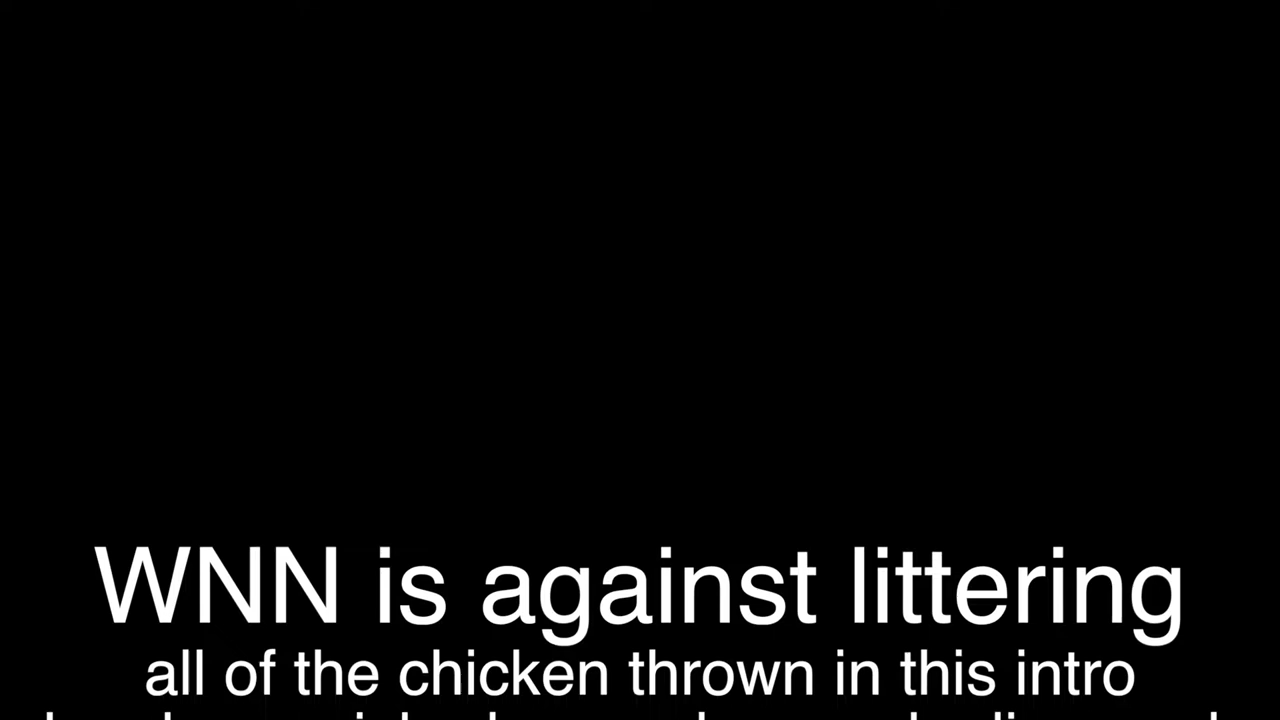 WNN is against littering
all of the chicken thrown in this intro